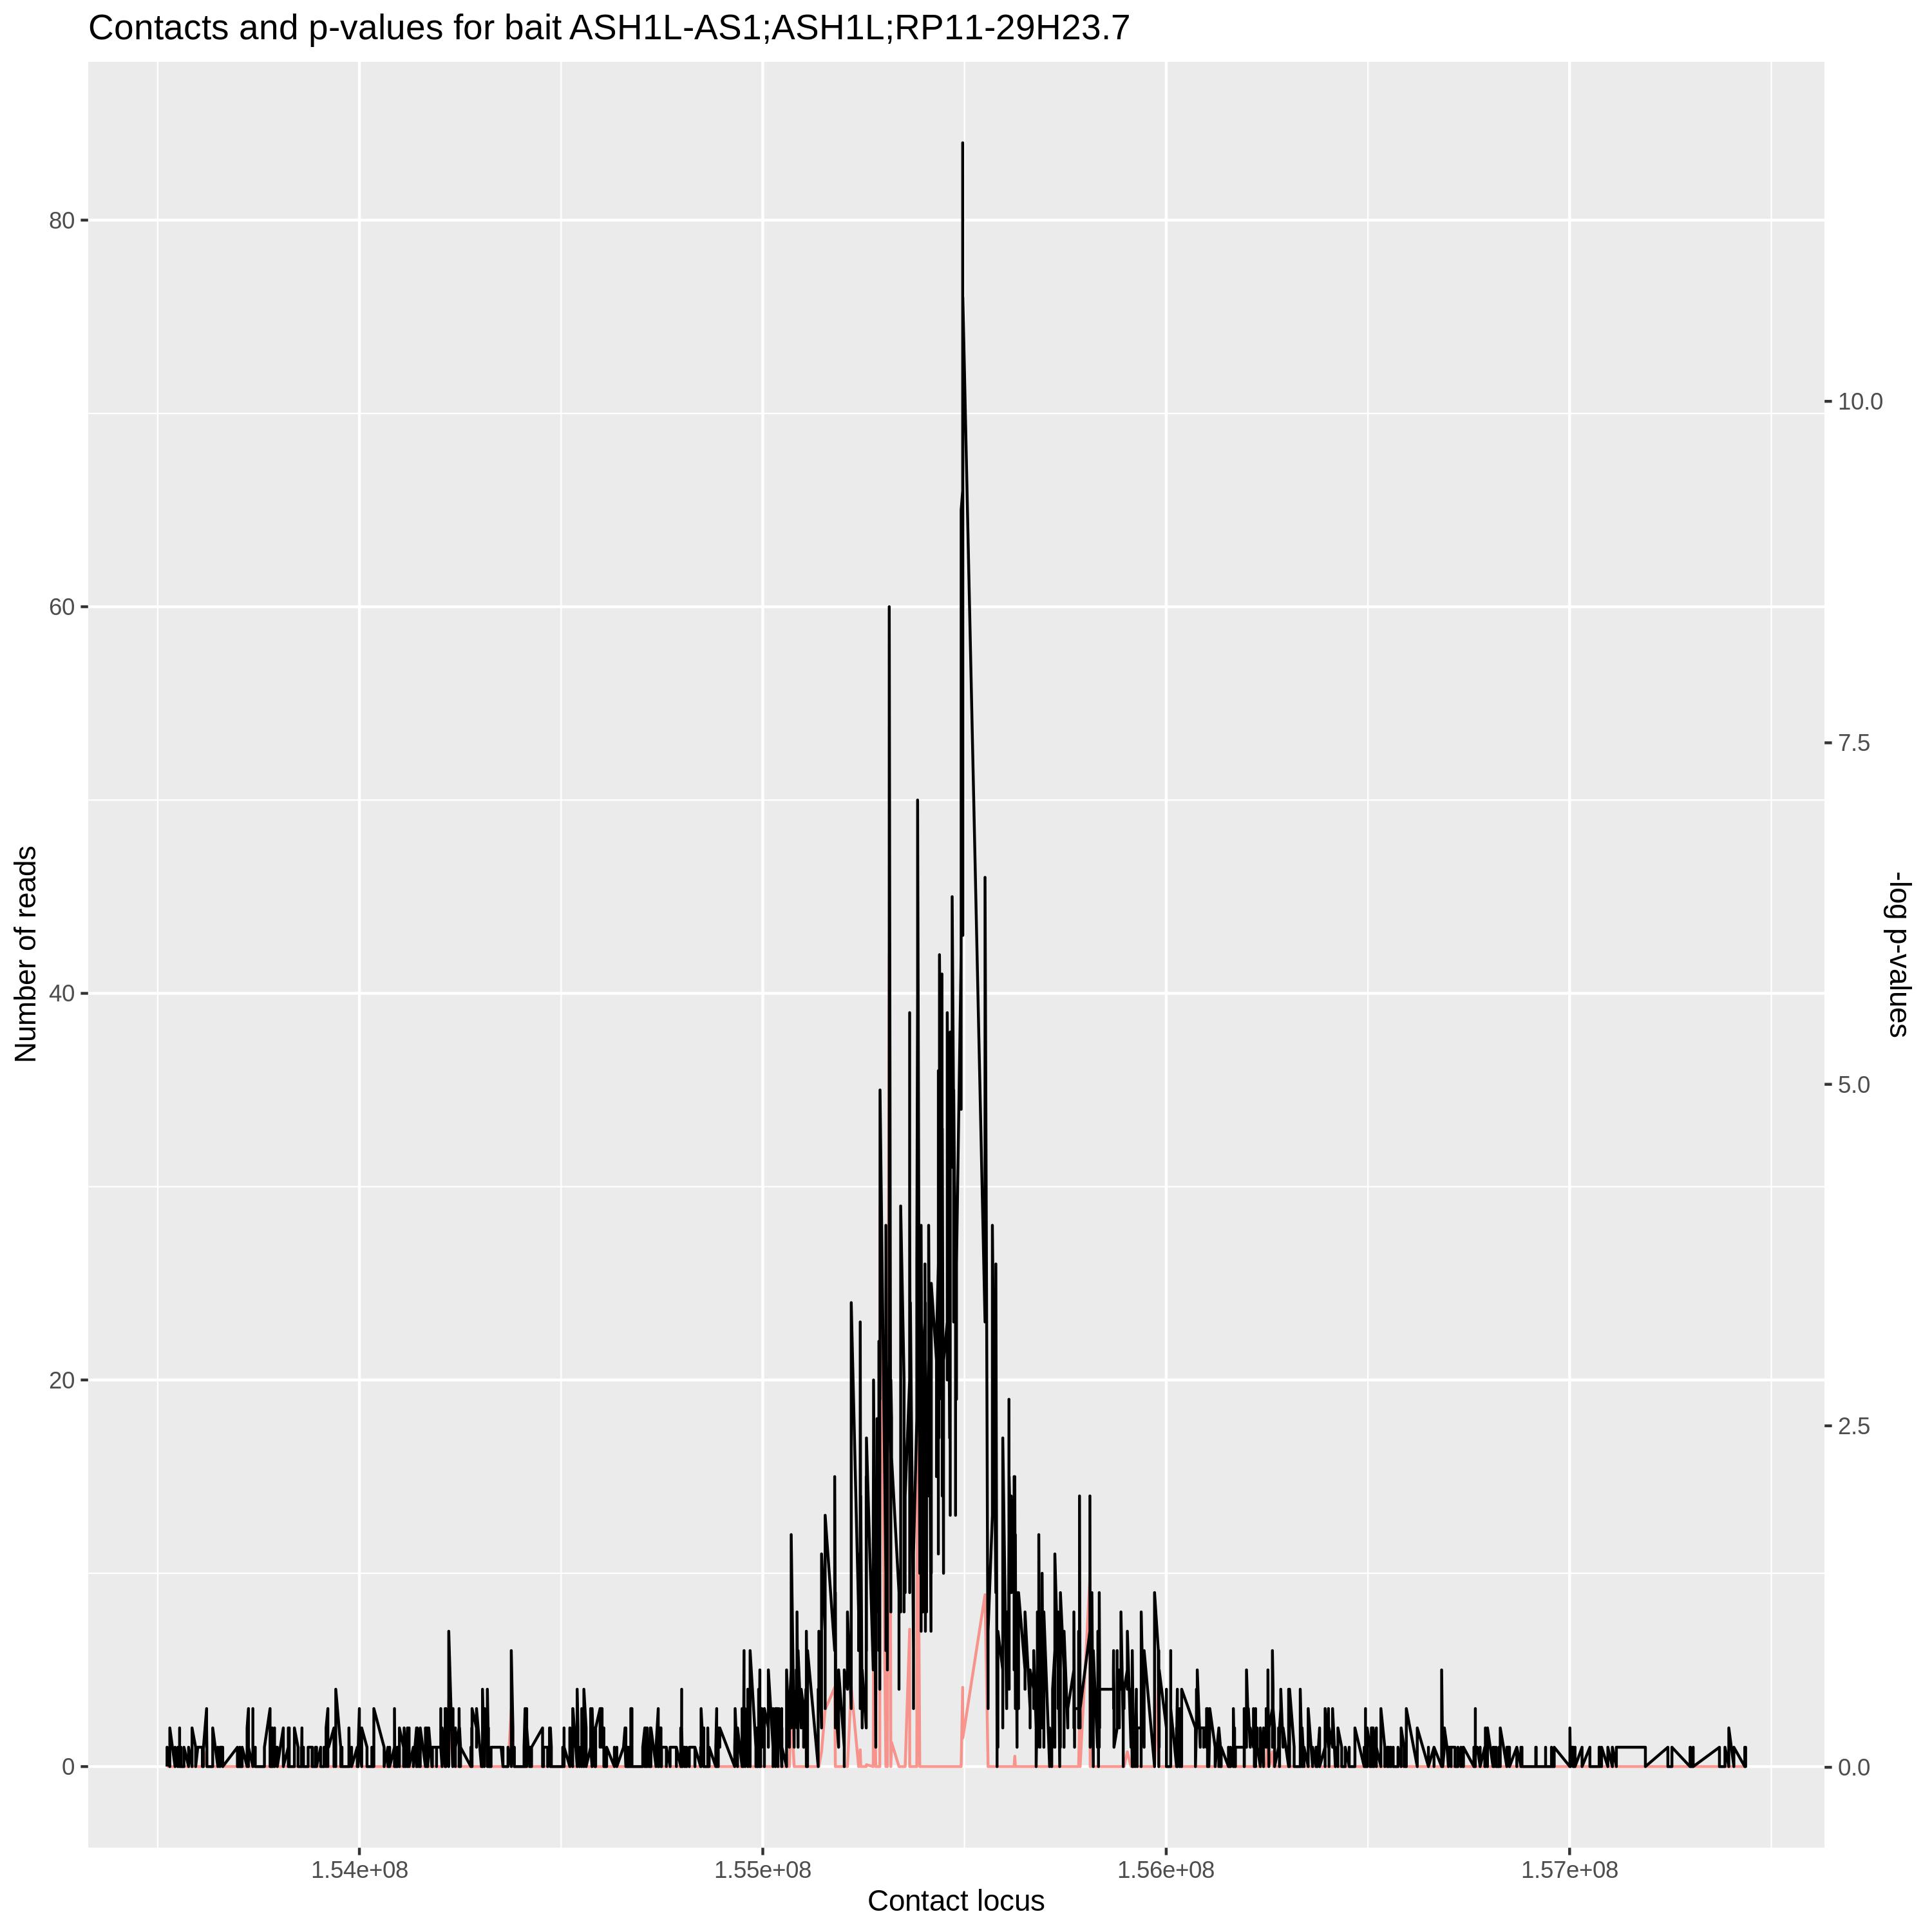 Contacts and p-values for bait ASH1L-AS1;ASH1L;RP11-29H23.7
80
60
40
20
0
Number of reads
10.0
7.5
5.0
2.5
0.0
-log p-values
1.54e+08 1.55e+08 1.56e+08 1.57e+08
Contact locus